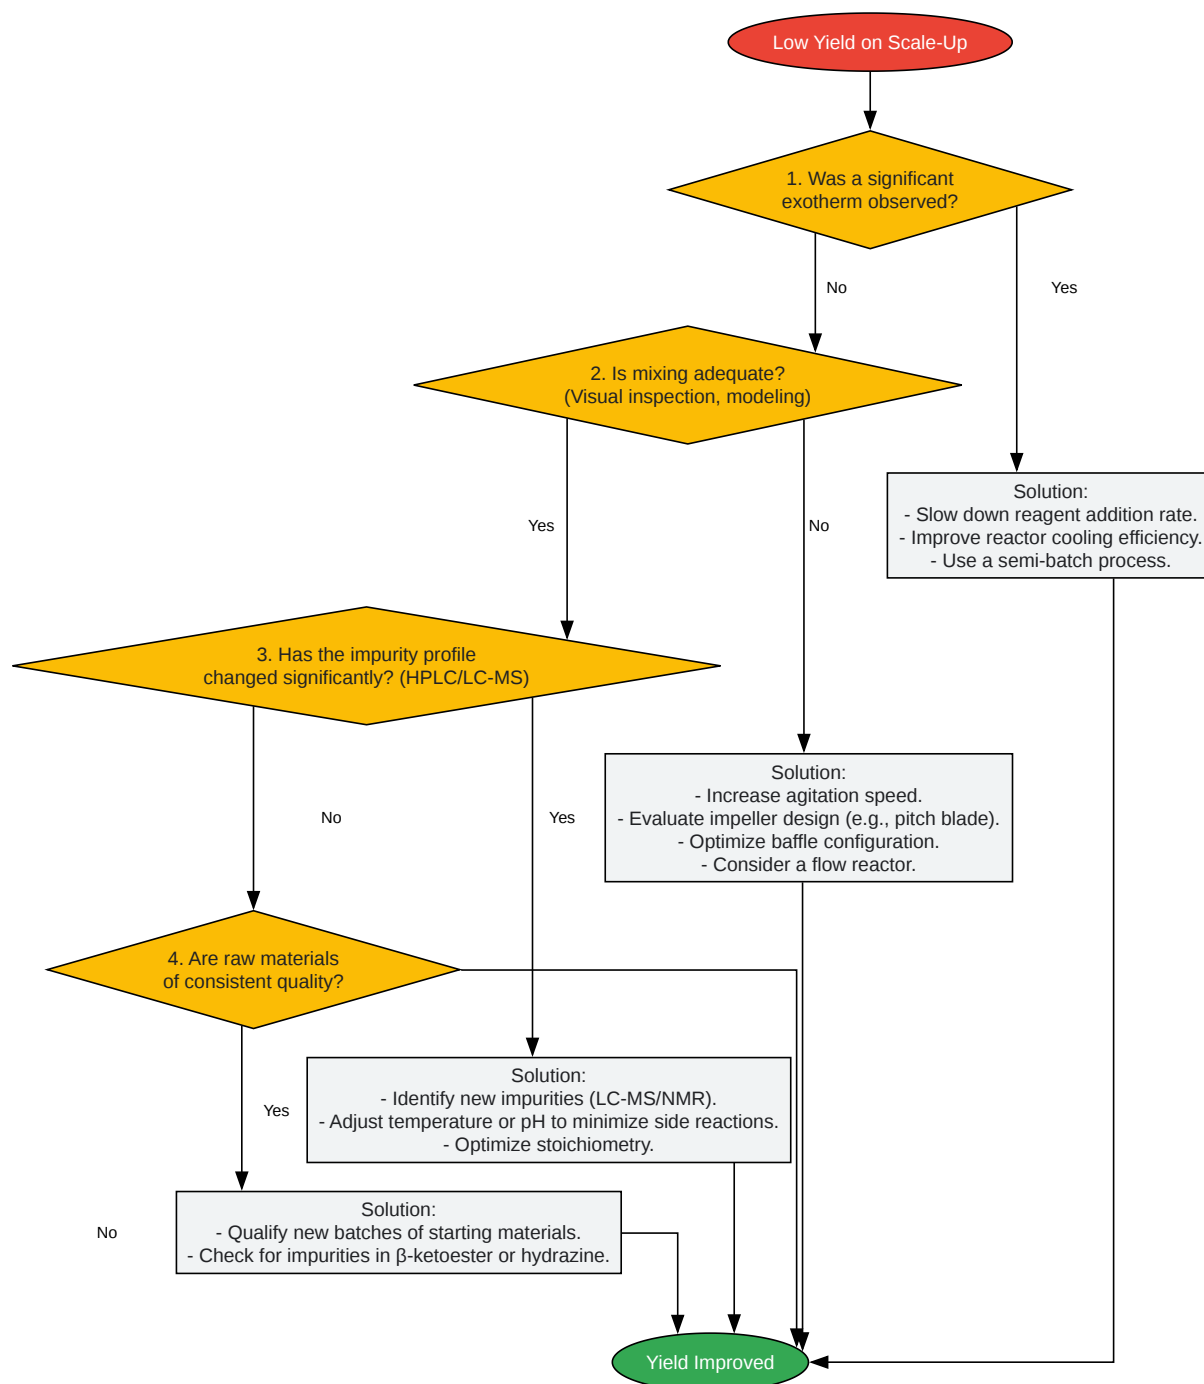 Low Yield on Scale-Up
1. Was a significant
exotherm observed?
No
Yes
2. Is mixing adequate?
(Visual inspection, modeling)
Yes
No
Solution:
- Slow down reagent addition rate.
- Improve reactor cooling efficiency.
- Use a semi-batch process.
3. Has the impurity profile
changed significantly? (HPLC/LC-MS)
No
Yes
Solution:
- Increase agitation speed.
- Evaluate impeller design (e.g., pitch blade).
- Optimize baffle configuration.
- Consider a flow reactor.
4. Are raw materials
of consistent quality?
Yes
Solution:
- Identify new impurities (LC-MS/NMR).
- Adjust temperature or pH to minimize side reactions.
- Optimize stoichiometry.
No
Solution:
- Qualify new batches of starting materials.
- Check for impurities in β-ketoester or hydrazine.
Yield Improved